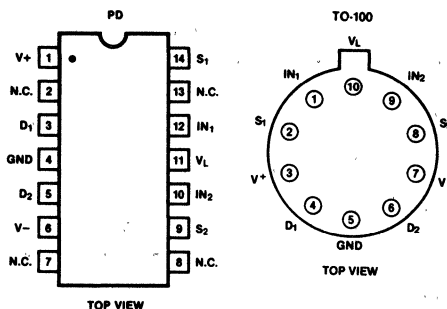 PD
V+ 1 14 S₁
N.C. 2 13 N.C.
D₁ 3 12 IN₁
GND 4 11 V_L
D₂ 5 10 IN₂
V− 6 9 S₂
N.C. 7 8 N.C.
TOP VIEW
TO-100
V_L
IN₁ IN₂
10
1 9
S₁ 2 8 S
V⁺ 3 7 V
4 6
5
D₁ D₂
GND
TOP VIEW